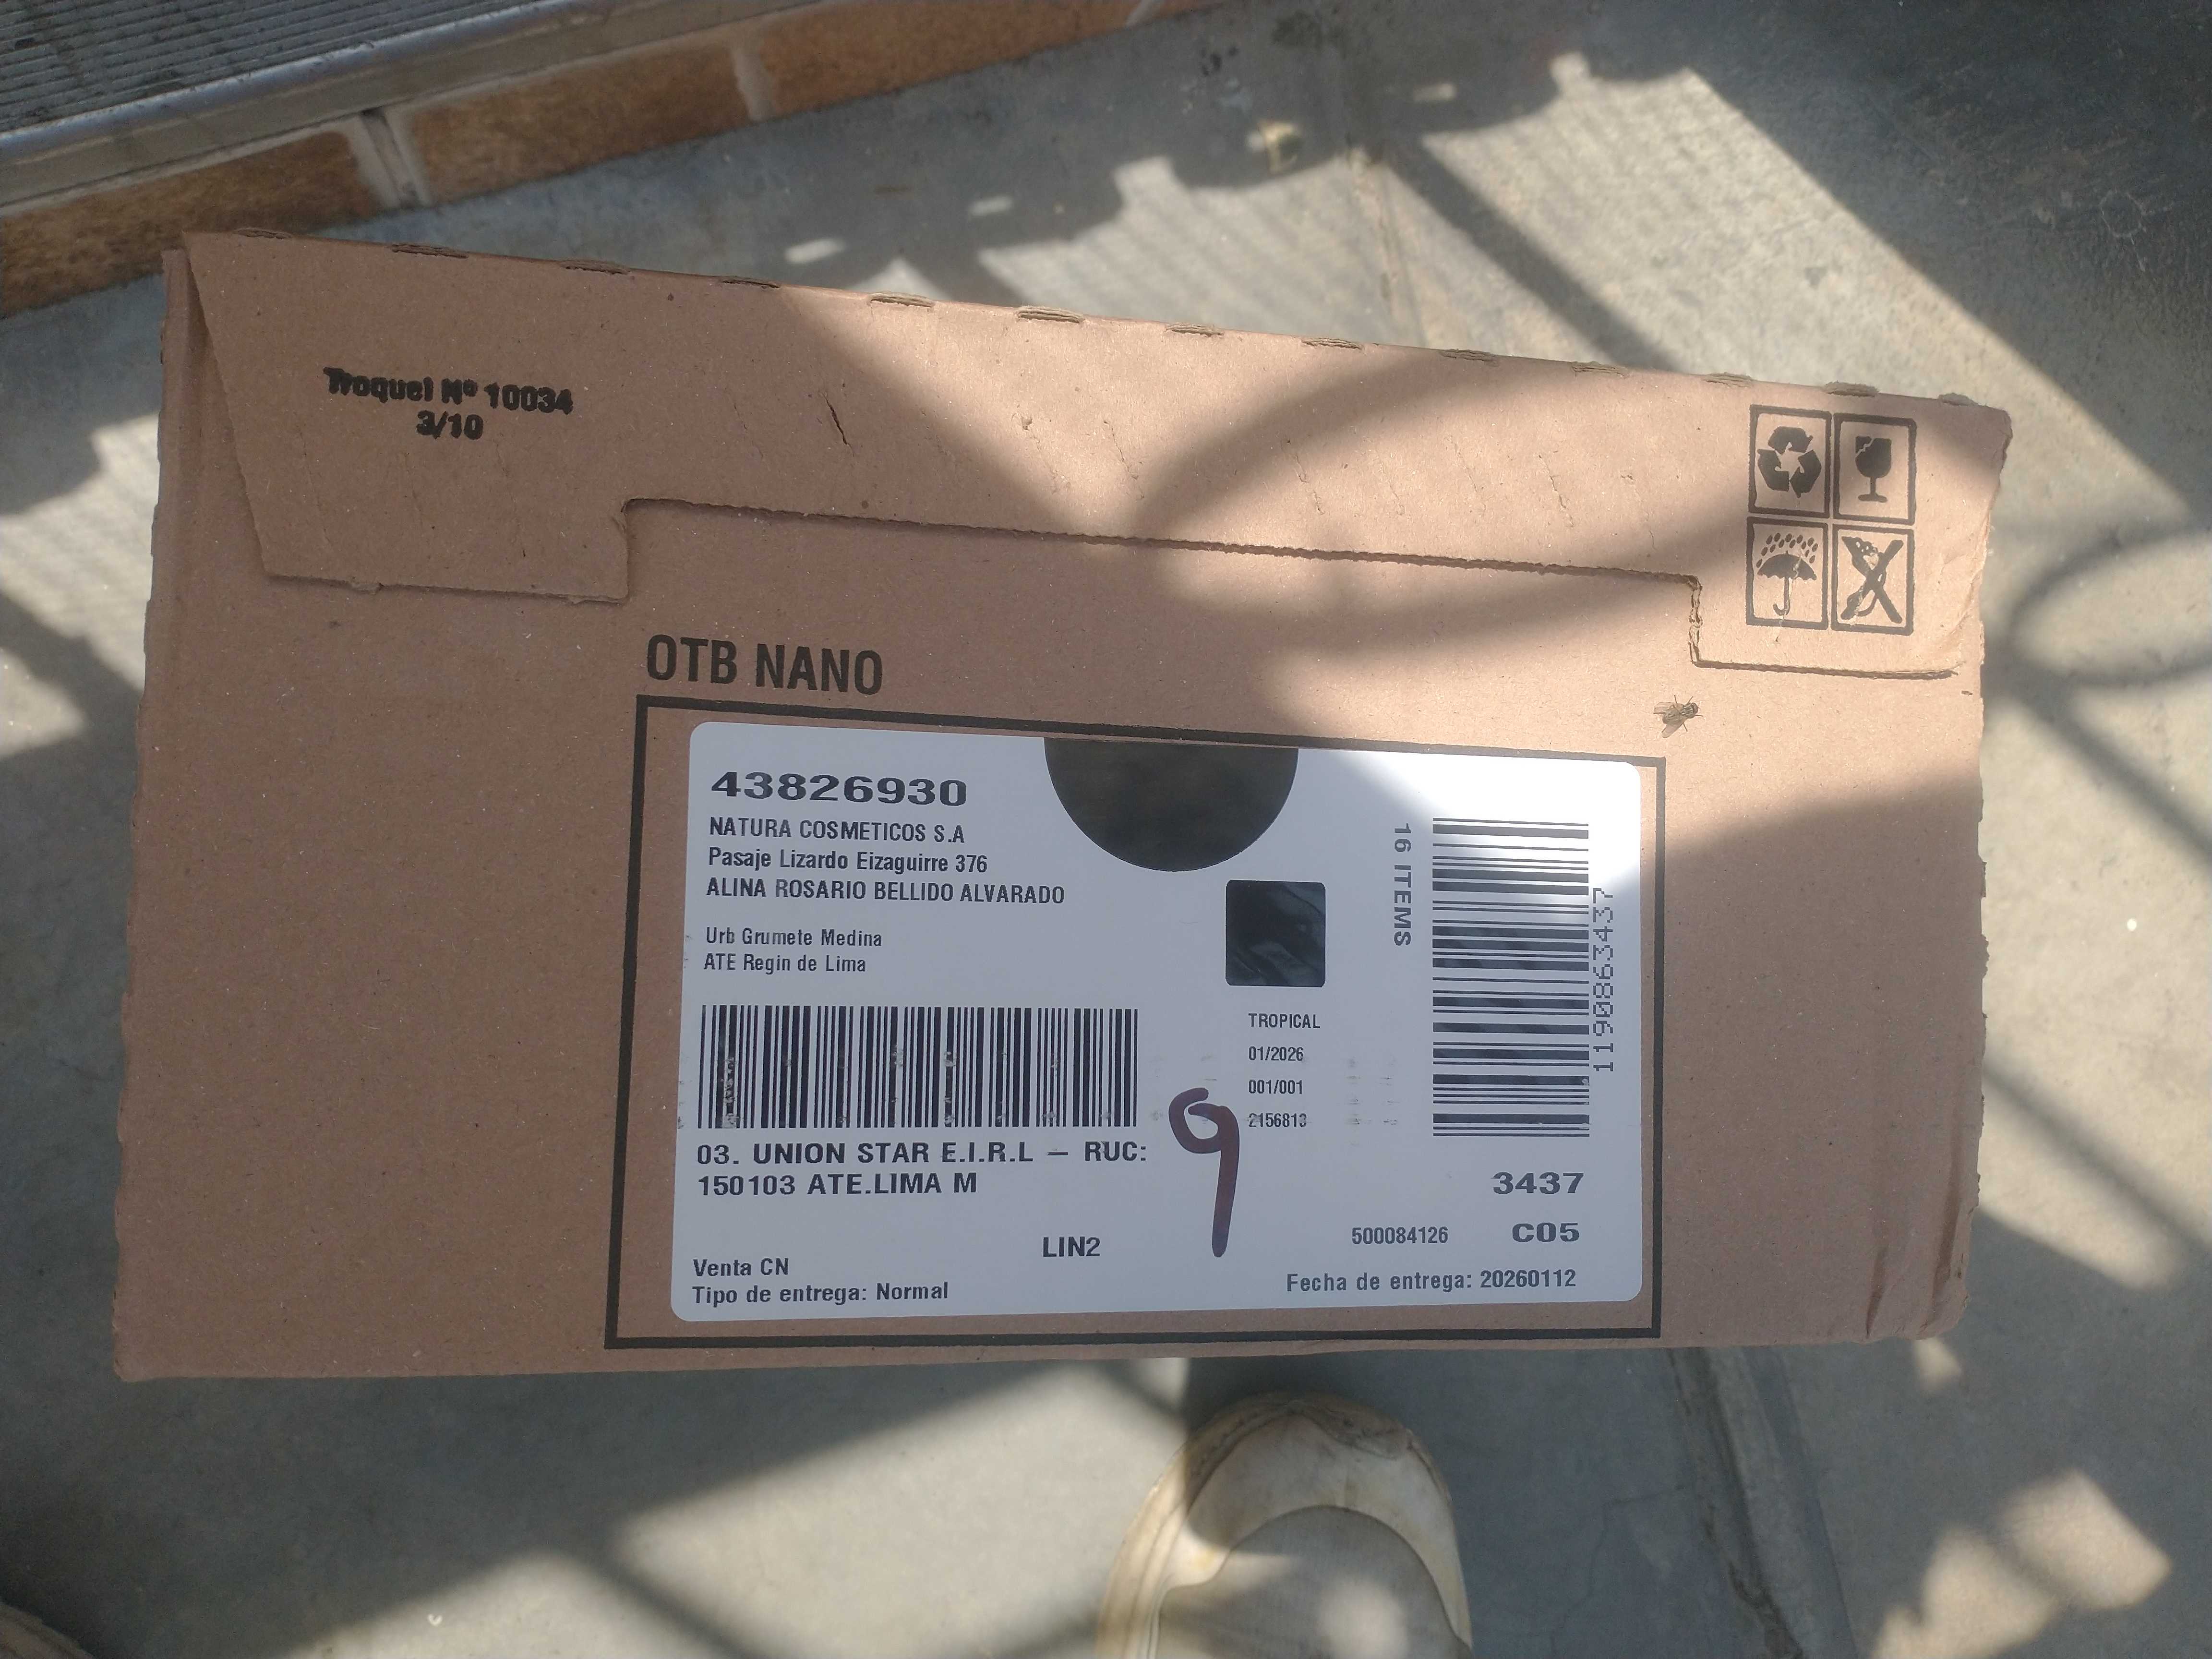 Troquel Nº 10034
3/10
OTB NANO
43826930
NATURA COSMETICOS S.A
Pasaje Lizardo Eizaguirre 376
ALINA ROSARIO BELLIDO ALVARADO
Urb Grumete Medina
ATE Regin de Lima
16 ITEMS
1190863437
TROPICAL
01/2026
001/001
2156813
9
03. UNION STAR E.I.R.L – RUC:
150103 ATE.LIMA M
3437
LIN2
500084126
C05
Venta CN
Tipo de entrega: Normal
Fecha de entrega: 20260112